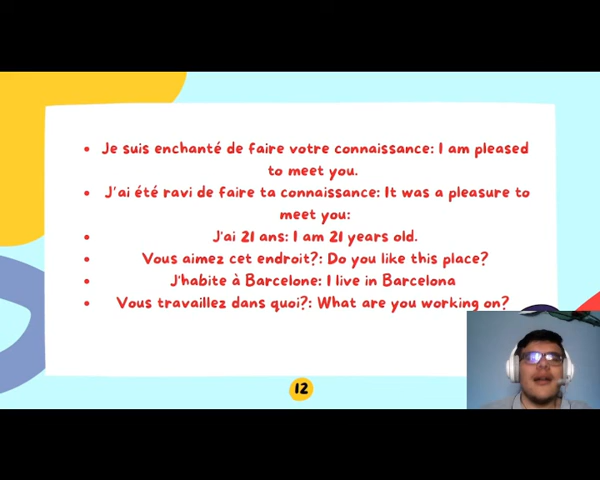 • Je suis enchanté de faire votre connaissance: I am pleased
to meet you.
• J'ai été ravi de faire ta connaissance: It was a pleasure to
meet you:
• J'ai 21 ans: I am 21 years old.
• Vous aimez cet endroit?: Do you like this place?
• J'habite à Barcelone: I live in Barcelona
• Vous travaillez dans quoi?: What are you working on?
12